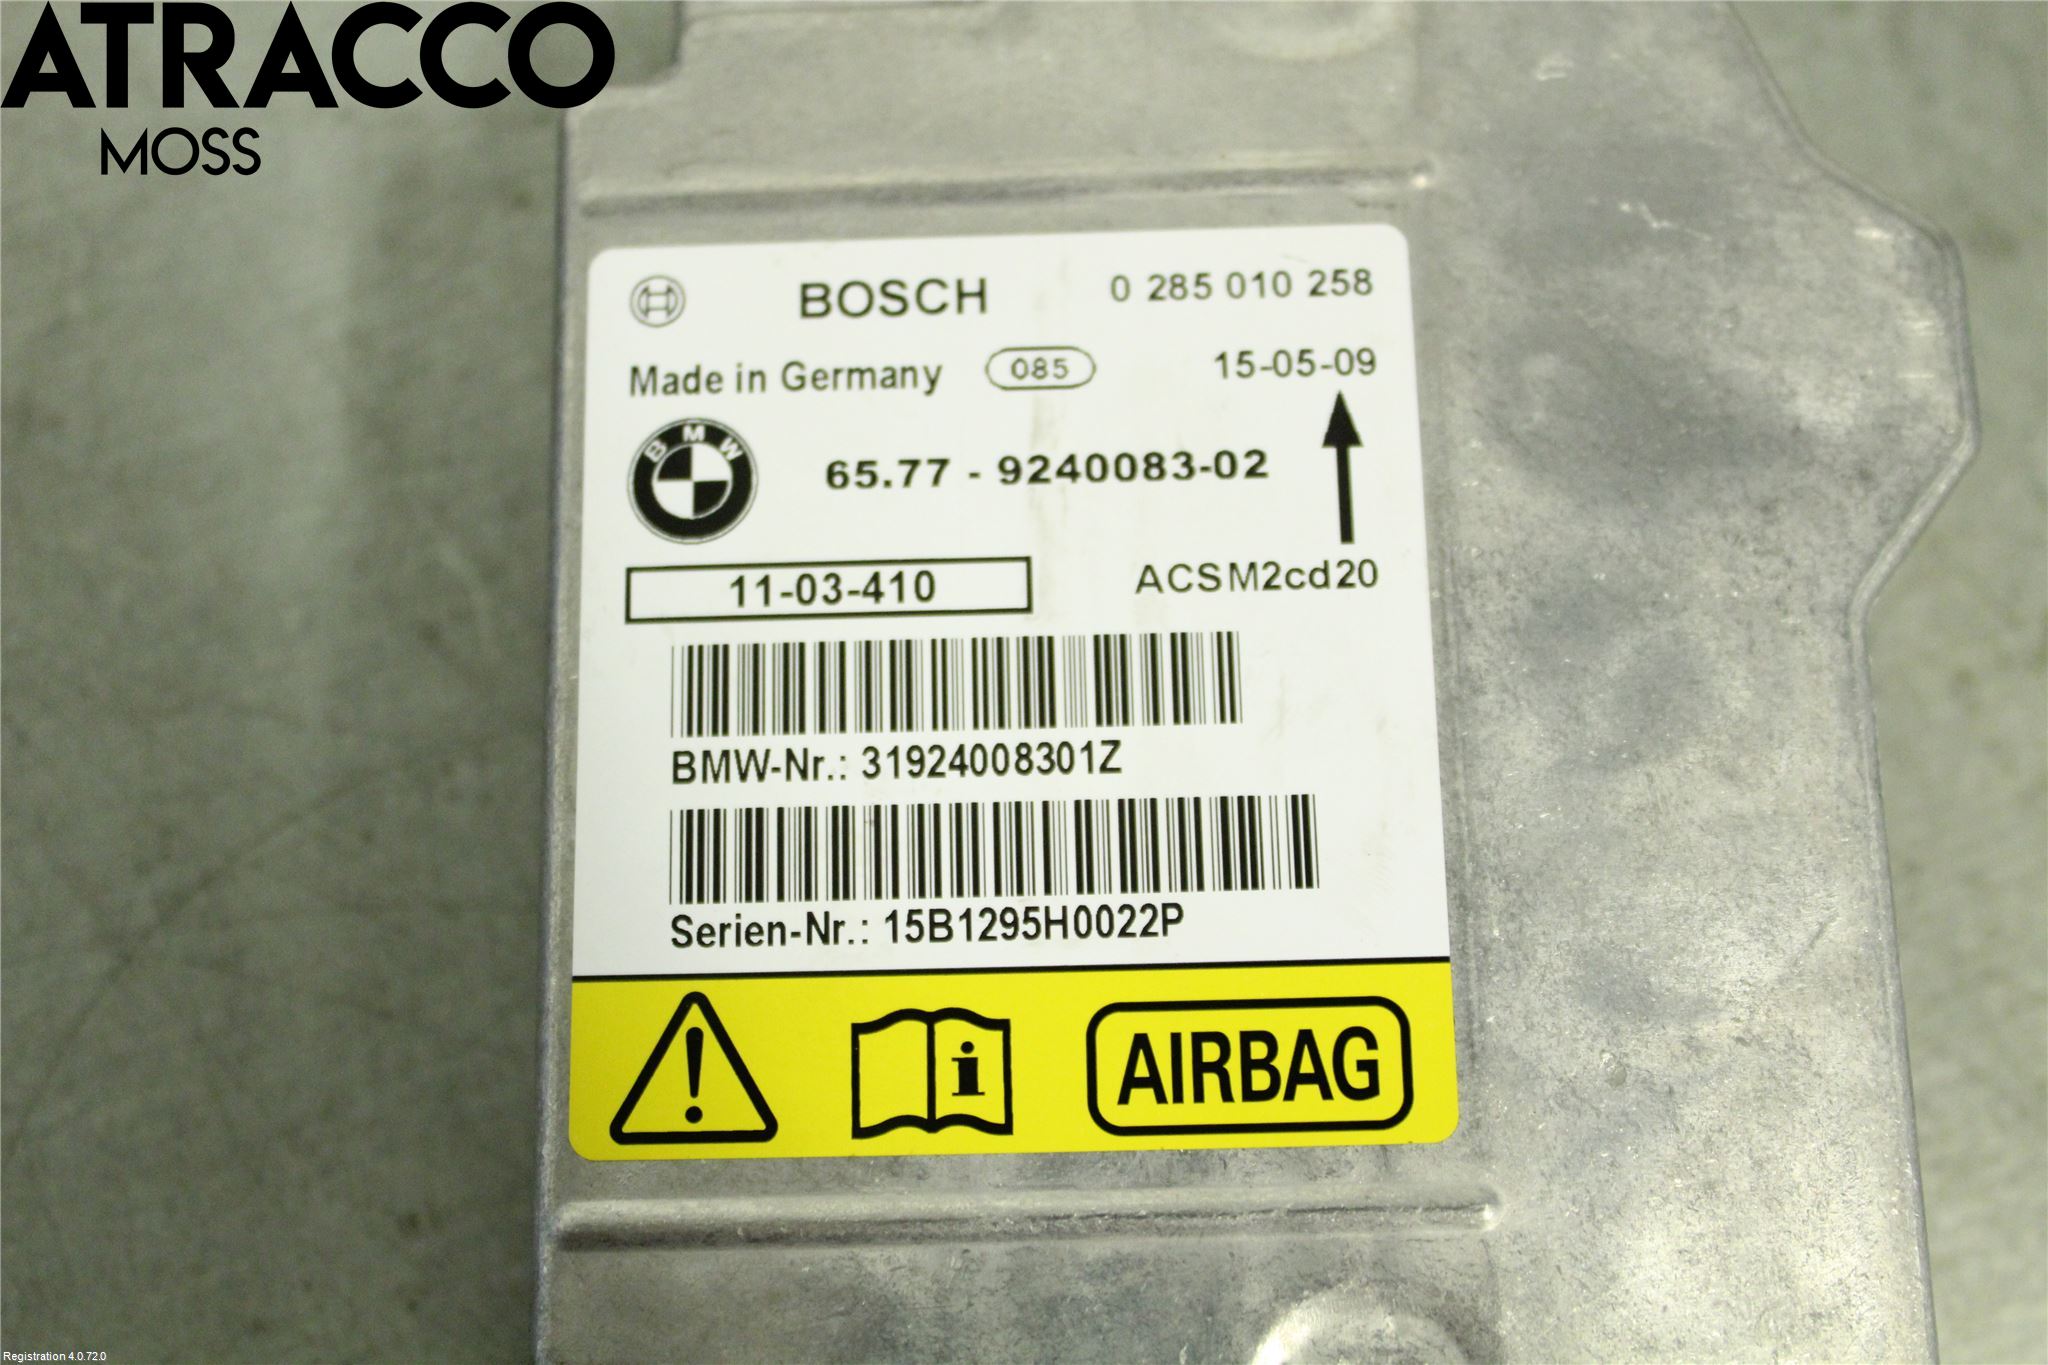 ATRACCO
MOSS
BOSCH 0 285 010 258
Made in Germany 085 15-05-09
BMW 65.77 - 9240083-02
11-03-410 ACSM2cd20
BMW-Nr.: 31924008301Z
Serien-Nr.: 15B1295H0022P
i AIRBAG
Registration 4.0.72.0